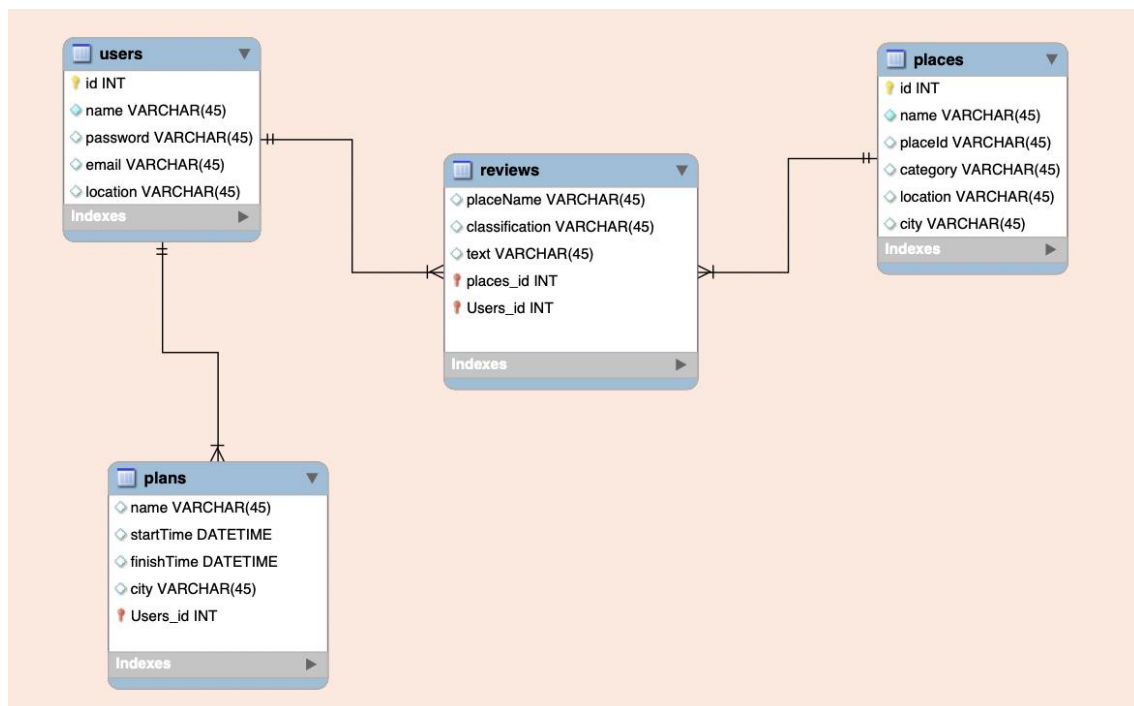 users
id INT
name VARCHAR(45)
password VARCHAR(45)
email VARCHAR(45)
location VARCHAR(45)
Indexes
places
id INT
name VARCHAR(45)
placeId VARCHAR(45)
category VARCHAR(45)
location VARCHAR(45)
city VARCHAR(45)
Indexes
reviews
placeName VARCHAR(45)
classification VARCHAR(45)
text VARCHAR(45)
places_id INT
Users_id INT
Indexes
plans
name VARCHAR(45)
startTime DATETIME
finishTime DATETIME
city VARCHAR(45)
Users_id INT
Indexes